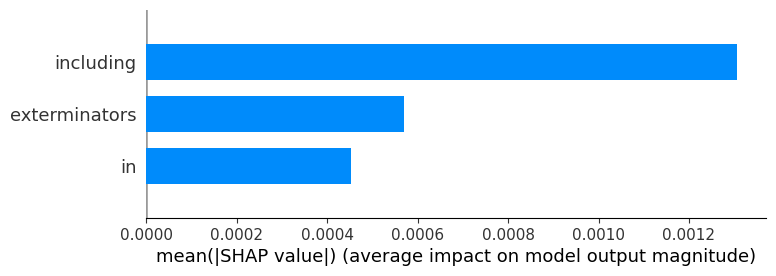 including
exterminators
in
0.0000 0.0002 0.0004 0.0006 0.0008 0.0010 0.0012
mean(|SHAP value|) (average impact on model output magnitude)